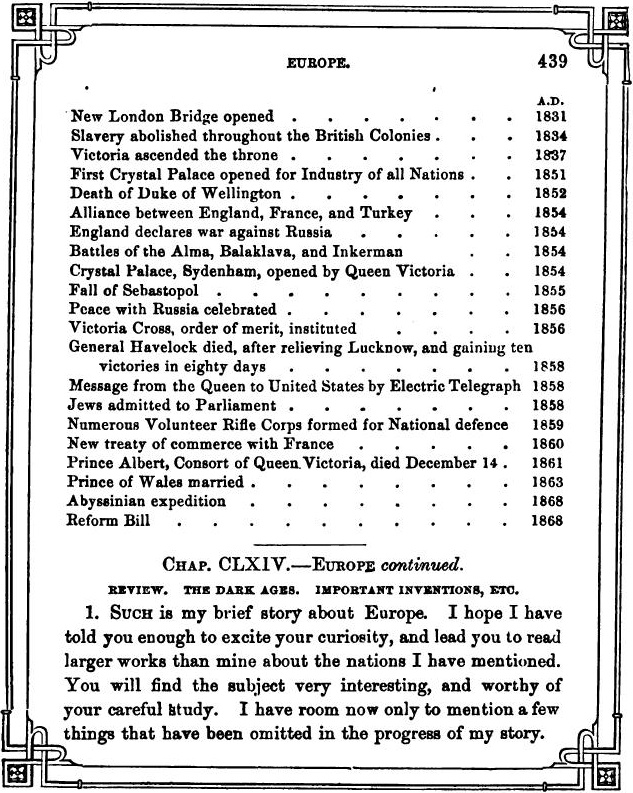 EUROPE. 439
A.D.
New London Bridge opened . . . . . . . 1831
Slavery abolished throughout the British Colonies . . . 1834
Victoria ascended the throne . . . . . . . 1837
First Crystal Palace opened for Industry of all Nations . . 1851
Death of Duke of Wellington . . . . . . . 1852
Alliance between England, France, and Turkey . . . 1854
England declares war against Russia . . . . . 1854
Battles of the Alma, Balaklava, and Inkerman . . 1854
Crystal Palace, Sydenham, opened by Queen Victoria . . 1854
Fall of Sebastopol . . . . . . . . . 1855
Peace with Russia celebrated . . . . . . . 1856
Victoria Cross, order of merit, instituted . . . . 1856
General Havelock died, after relieving Lucknow, and gaining ten
victories in eighty days . . . . . . . 1858
Message from the Queen to United States by Electric Telegraph 1858
Jews admitted to Parliament . . . . . . . 1858
Numerous Volunteer Rifle Corps formed for National defence 1859
New treaty of commerce with France . . . . . 1860
Prince Albert, Consort of Queen Victoria, died December 14 . 1861
Prince of Wales married . . . . . . . . 1863
Abyssinian expedition . . . . . . . . 1868
Reform Bill . . . . . . . . . . 1868
CHAP. CLXIV.—EUROPE continued.
REVIEW. THE DARK AGES. IMPORTANT INVENTIONS, ETC.
1. SUCH is my brief story about Europe. I hope I have
told you enough to excite your curiosity, and lead you to read
larger works than mine about the nations I have mentioned.
You will find the subject very interesting, and worthy of
your careful study. I have room now only to mention a few
things that have been omitted in the progress of my story.